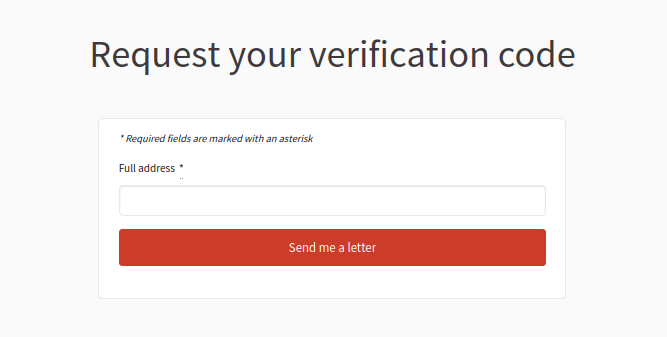 Request your verification code
* Required fields are marked with an asterisk
Full address *
Send me a letter